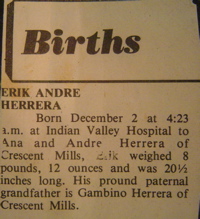 Births
ERIK ANDRE
HERRERA
Born December 2 at 4:23
a.m. at Indian Valley Hospital to
Ana and Andre Herrera of
Crescent Mills, Erik weighed 8
pounds, 12 ounces and was 20½
inches long. His pround paternal
grandfather is Gambino Herrera of
Crescent Mills.